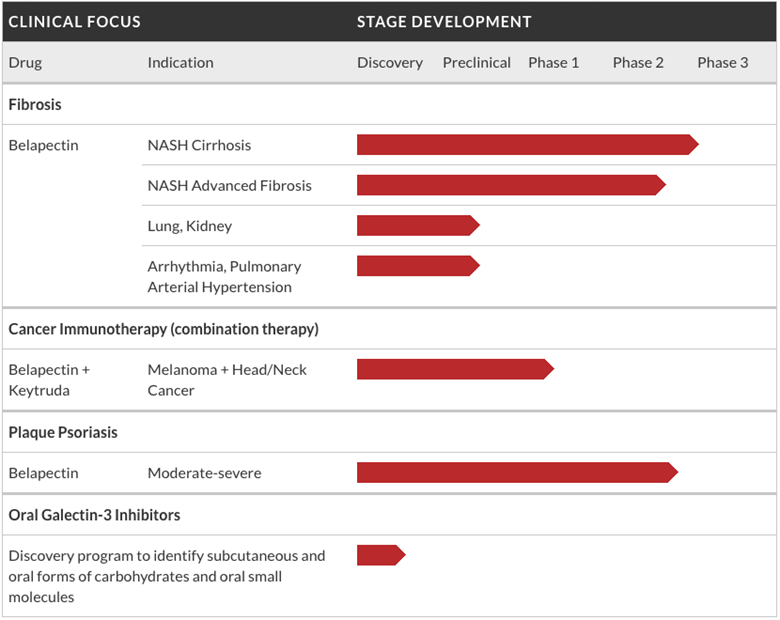 CLINICAL FOCUS STAGE DEVELOPMENT
Drug Indication Discovery Preclinical Phase 1 Phase 2 Phase 3
Fibrosis
Belapectin NASH Cirrhosis
NASH Advanced Fibrosis
Lung, Kidney
Arrhythmia, Pulmonary
Arterial Hypertension
Cancer Immunotherapy (combination therapy)
Belapectin + Melanoma + Head/Neck
Keytruda Cancer
Plaque Psoriasis
Belapectin Moderate-severe
Oral Galectin-3 Inhibitors
Discovery program to identify subcutaneous and
oral forms of carbohydrates and oral small
molecules